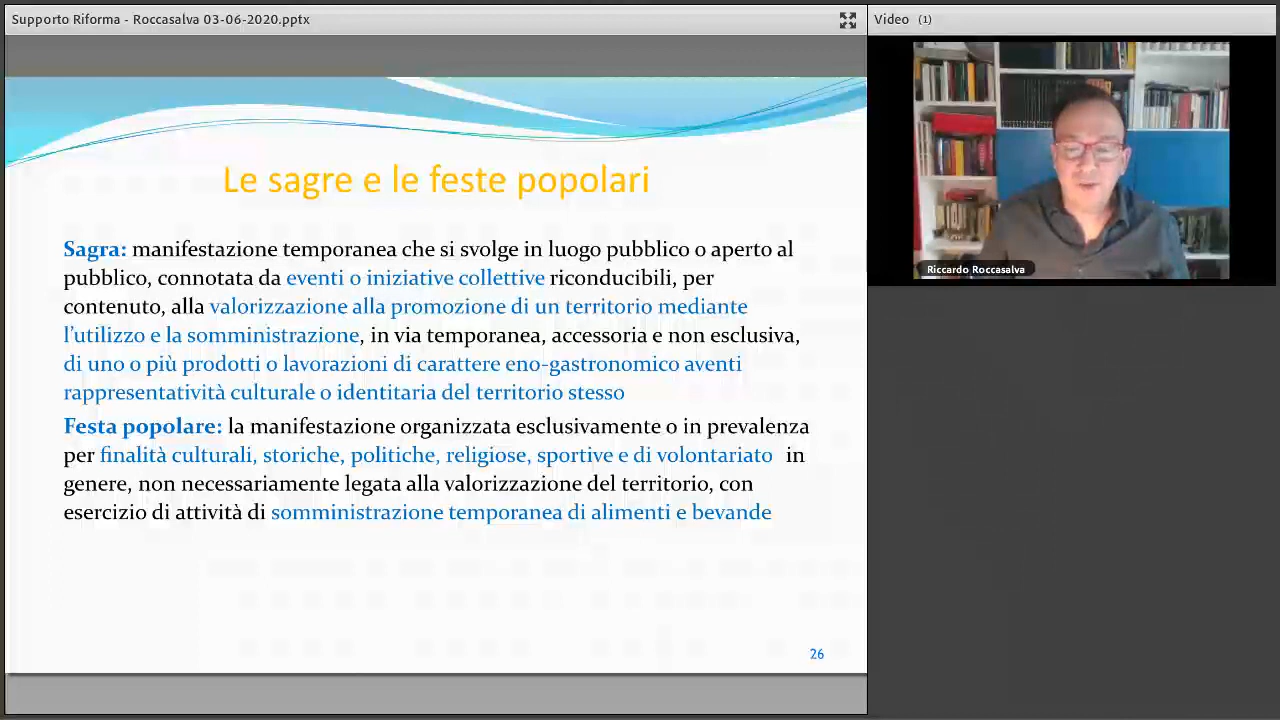 Supporto Riforma - Roccasalva 03-06-2020.pptx
Video (1)
Le sagre e le feste popolari
Sagra: manifestazione temporanea che si svolge in luogo pubblico o aperto al
pubblico, connotata da eventi o iniziative collettive riconducibili, per
contenuto, alla valorizzazione alla promozione di un territorio mediante
l'utilizzo e la somministrazione, in via temporanea, accessoria e non esclusiva,
di uno o più prodotti o lavorazioni di carattere eno-gastronomico aventi
rappresentatività culturale o identitaria del territorio stesso
Festa popolare: la manifestazione organizzata esclusivamente o in prevalenza
per finalità culturali, storiche, politiche, religiose, sportive e di volontariato in
genere, non necessariamente legata alla valorizzazione del territorio, con
esercizio di attività di somministrazione temporanea di alimenti e bevande
26
Riccardo Roccasalva